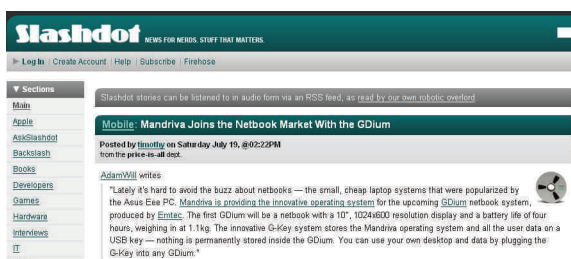 Slashdot NEWS FOR NERDS. STUFF THAT MATTERS.
Log In | Create Account | Help | Subscribe | Firehose
▼ Sections
Main
Apple
AskSlashdot
Backslash
Books
Developers
Games
Hardware
Interviews
IT
Slashdot stories can be listened to in audio form via an RSS feed, as read by our own robotic overlord
Mobile: Mandriva Joins the Netbook Market With the GDium
Posted by timothy on Saturday July 19, @02:22PM
from the price-is-all dept.
AdamWill writes
"Lately it's hard to avoid the buzz about netbooks — the small, cheap laptop systems that were popularized by
the Asus Eee PC. Mandriva is providing the innovative operating system for the upcoming GDium netbook system,
produced by Emtec. The first GDium will be a netbook with a 10", 1024x600 resolution display and a battery life of four
hours, weighing in at 1.1kg. The innovative G-Key system stores the Mandriva operating system and all the user data on a
USB key — nothing is permanently stored inside the GDium. You can use your own desktop and data by plugging the
G-Key into any GDium."